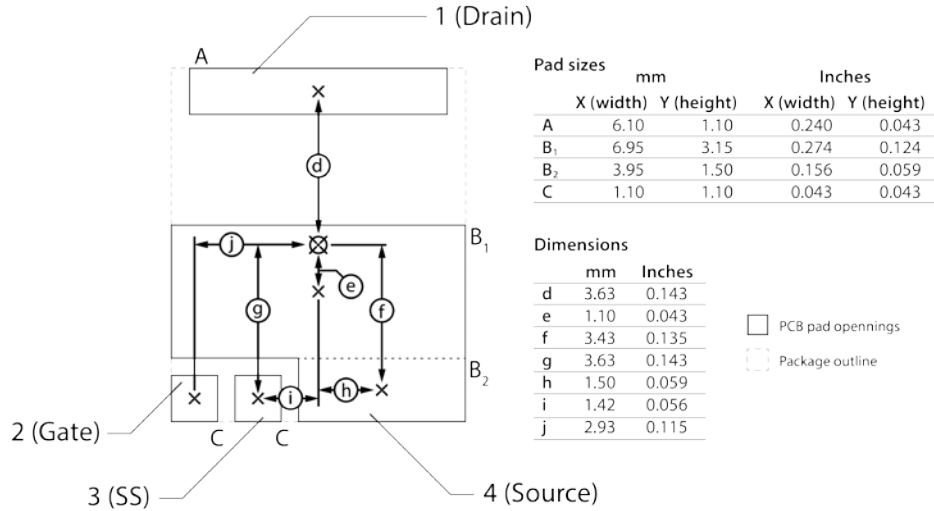 1 (Drain)
A
d
B₁
j
e
g
f
B₂
i
h
2 (Gate)
C
C
3 (SS)
4 (Source)
Pad sizes
mm Inches
X (width) Y (height) X (width) Y (height)
A 6.10 1.10 0.240 0.043
B₁ 6.95 3.15 0.274 0.124
B₂ 3.95 1.50 0.156 0.059
C 1.10 1.10 0.043 0.043
Dimensions
mm Inches
d 3.63 0.143
e 1.10 0.043
f 3.43 0.135
g 3.63 0.143
h 1.50 0.059
i 1.42 0.056
j 2.93 0.115
PCB pad opennings
Package outline